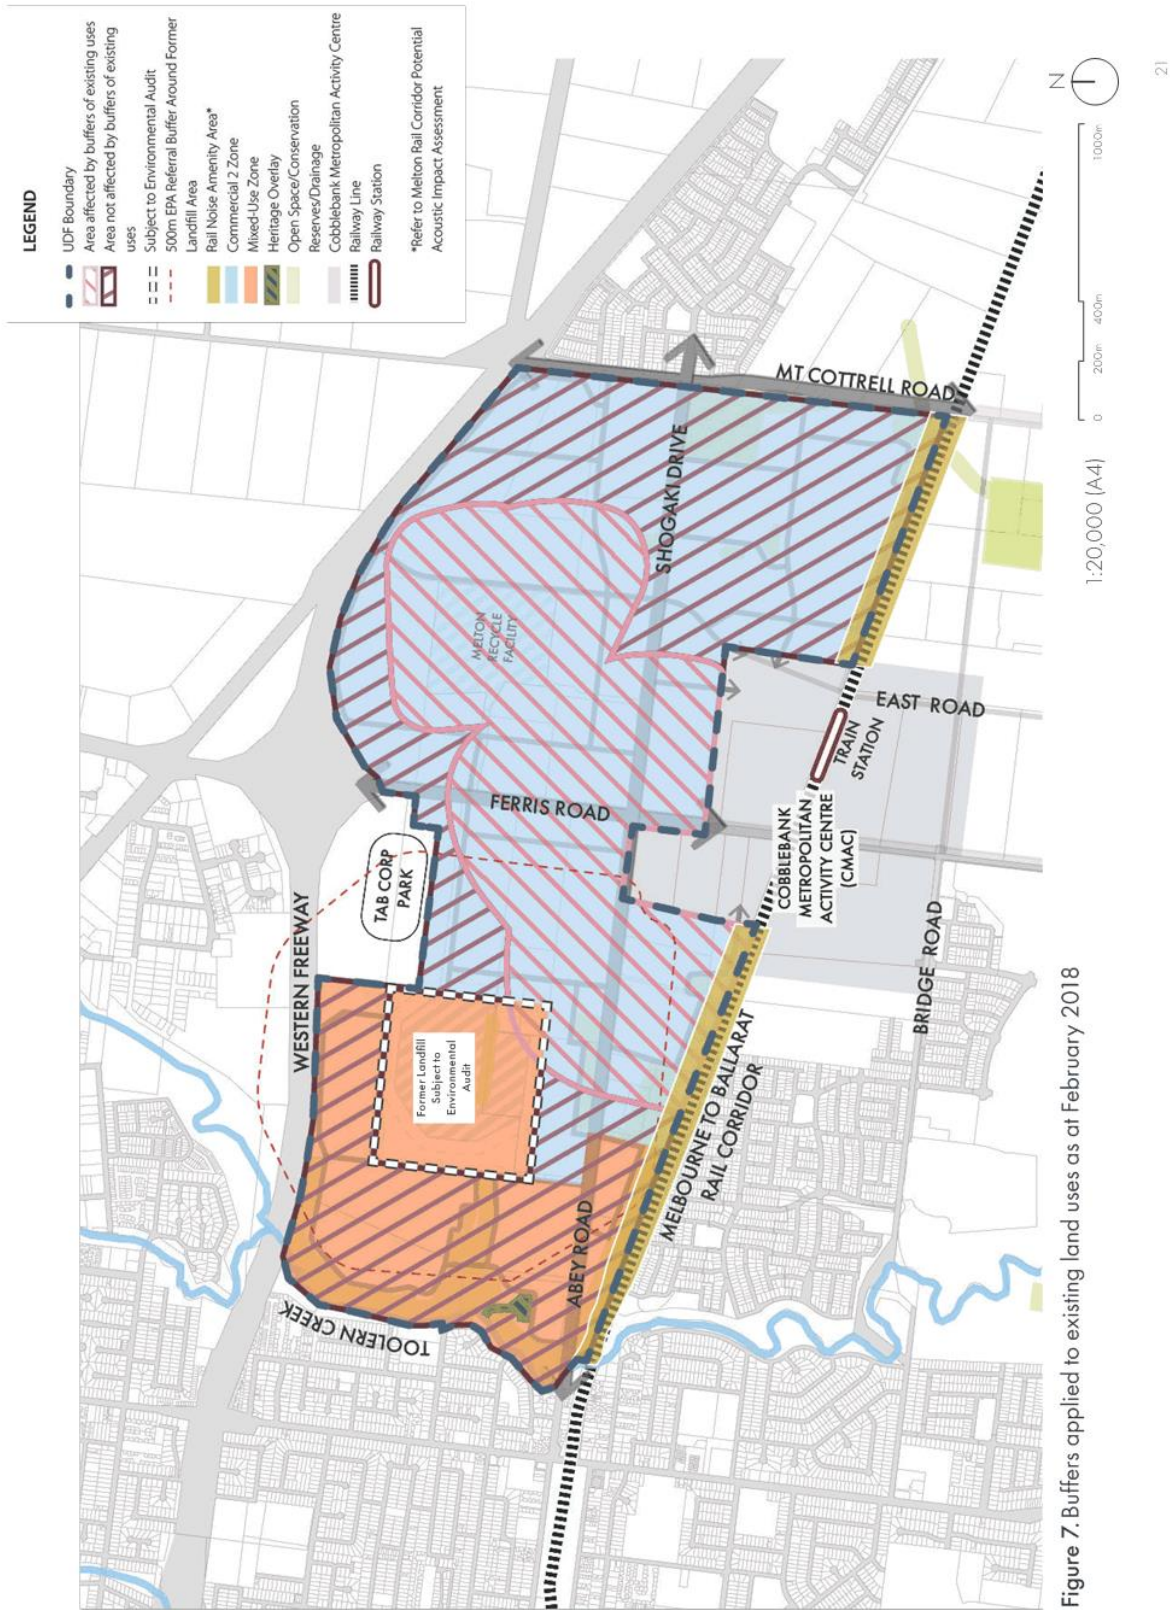 LEGEND
UDF Boundary
Area affected by buffers of existing uses
Area not affected by buffers of existing
uses
Subject to Environmental Audit
500m EPA Referral Buffer Around Former
Landfill Area
Rail Noise Amenity Area*
Commercial 2 Zone
Mixed-Use Zone
Heritage Overlay
Open Space/Conservation
Reserves/Drainage
Cobblebank Metropolitan Activity Centre
Railway Line
Railway Station
*Refer to Melton Rail Corridor Potential
Acoustic Impact Assessment
WESTERN FREEWAY
TAB CORP
PARK
TOOLERN CREEK
Former Landfill
Subject to
Environmental
Audit
MELTON
RECYCLE
FACILITY
FERRIS ROAD
SHOGAKI DRIVE
MT COTTRELL ROAD
ABEY ROAD
MELBOURNE TO BALLARAT
RAIL CORRIDOR
COBBLEBANK
METROPOLITAN
ACTIVITY CENTRE
(CMAC)
TRAIN
STATION
EAST ROAD
BRIDGE ROAD
N
0
200m
400m
1000m
1:20,000 (A4)
Figure 7. Buffers applied to existing land uses as at February 2018
21